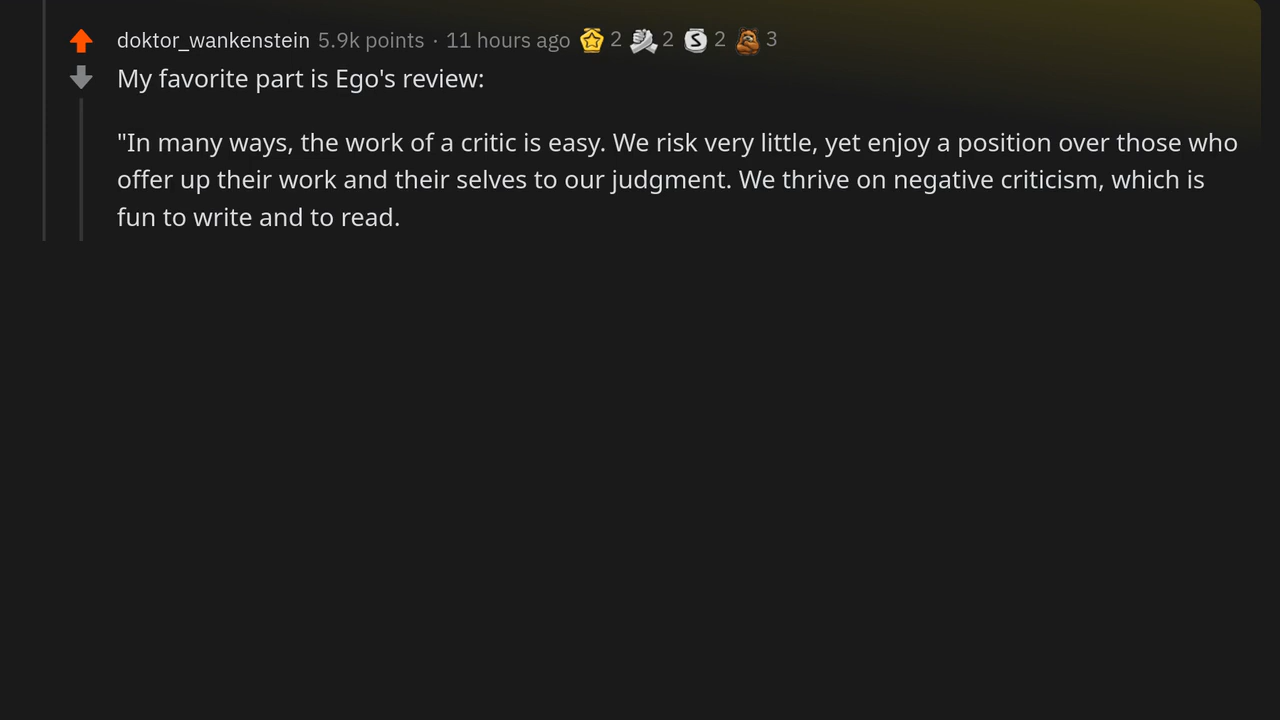 doktor_wankenstein 5.9k points · 11 hours ago 2 2 S 2 3
My favorite part is Ego's review:
"In many ways, the work of a critic is easy. We risk very little, yet enjoy a position over those who
offer up their work and their selves to our judgment. We thrive on negative criticism, which is
fun to write and to read.